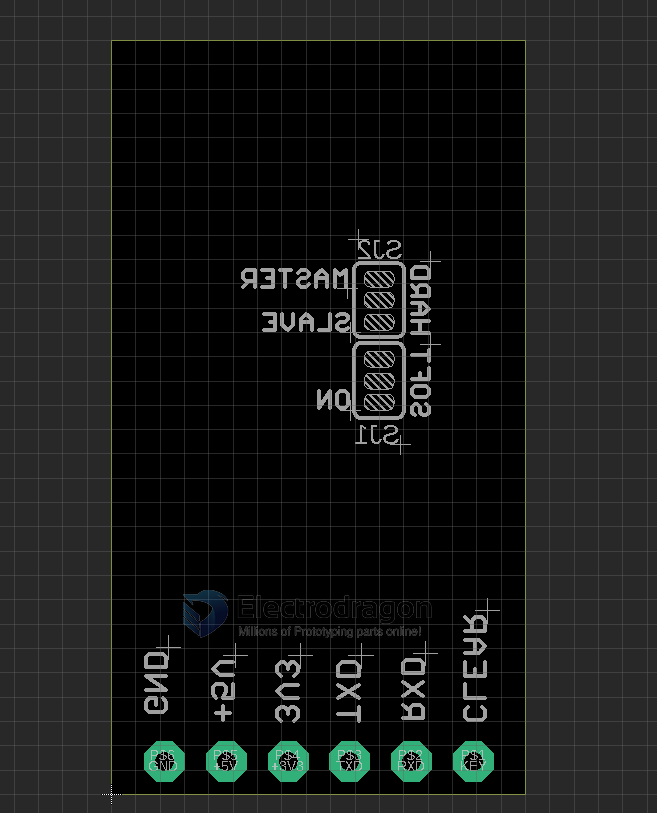 SJ2
MASTER
HARD
SLAVE
SOFT
ON
SJ1
Electrodragon
Millions of Prototyping parts online!
GND
+5V
3V3
TXD
RXD
CLEAR
P$6
GND
P$5
+5V
P$4
+3V3
P$3
TXD
P$2
RXD
P$1
KEY